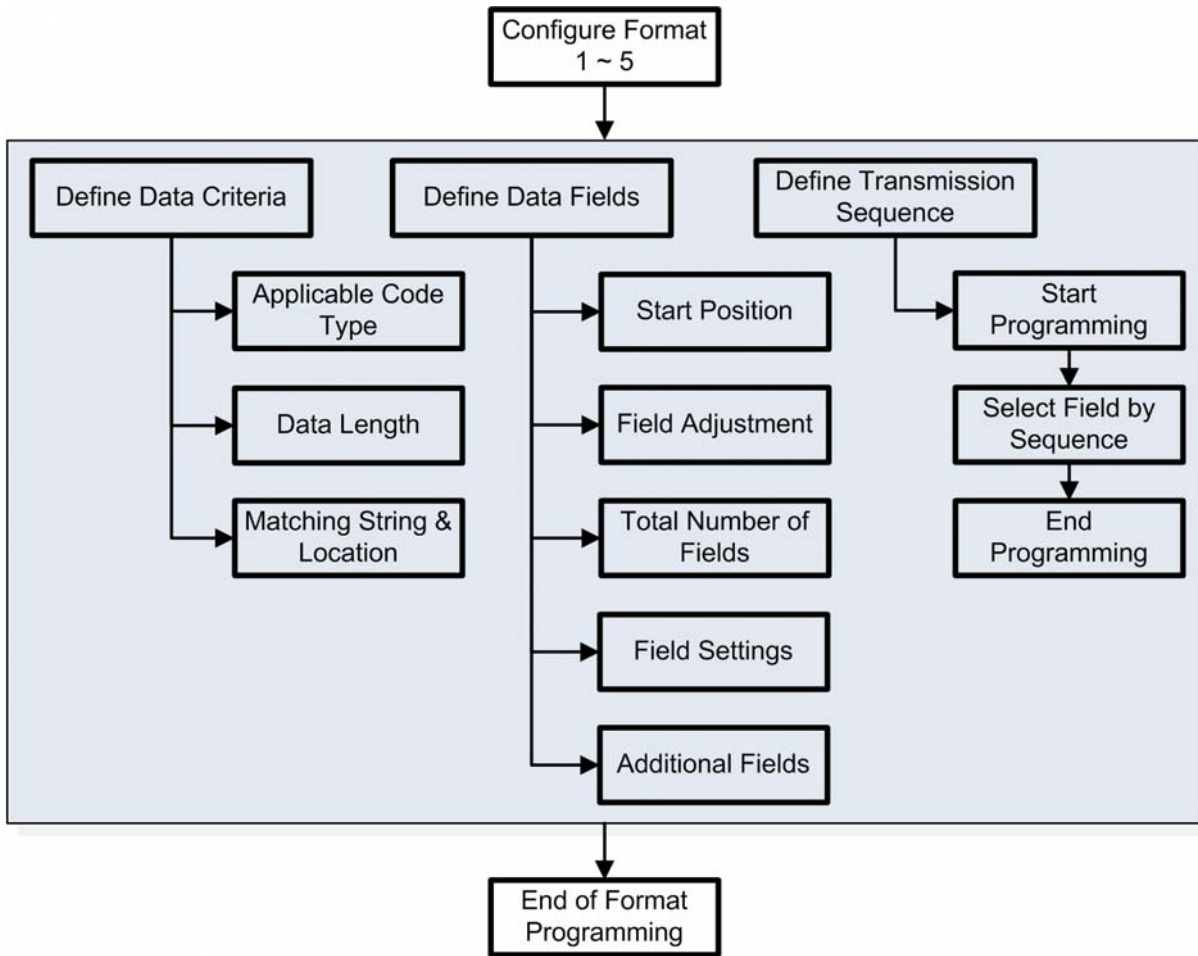 Configure Format
1 ~ 5
Define Data Criteria
Applicable Code
Type
Data Length
Matching String &
Location
Define Data Fields
Start Position
Field Adjustment
Total Number of
Fields
Field Settings
Additional Fields
Define Transmission
Sequence
Start
Programming
Select Field by
Sequence
End
Programming
End of Format
Programming